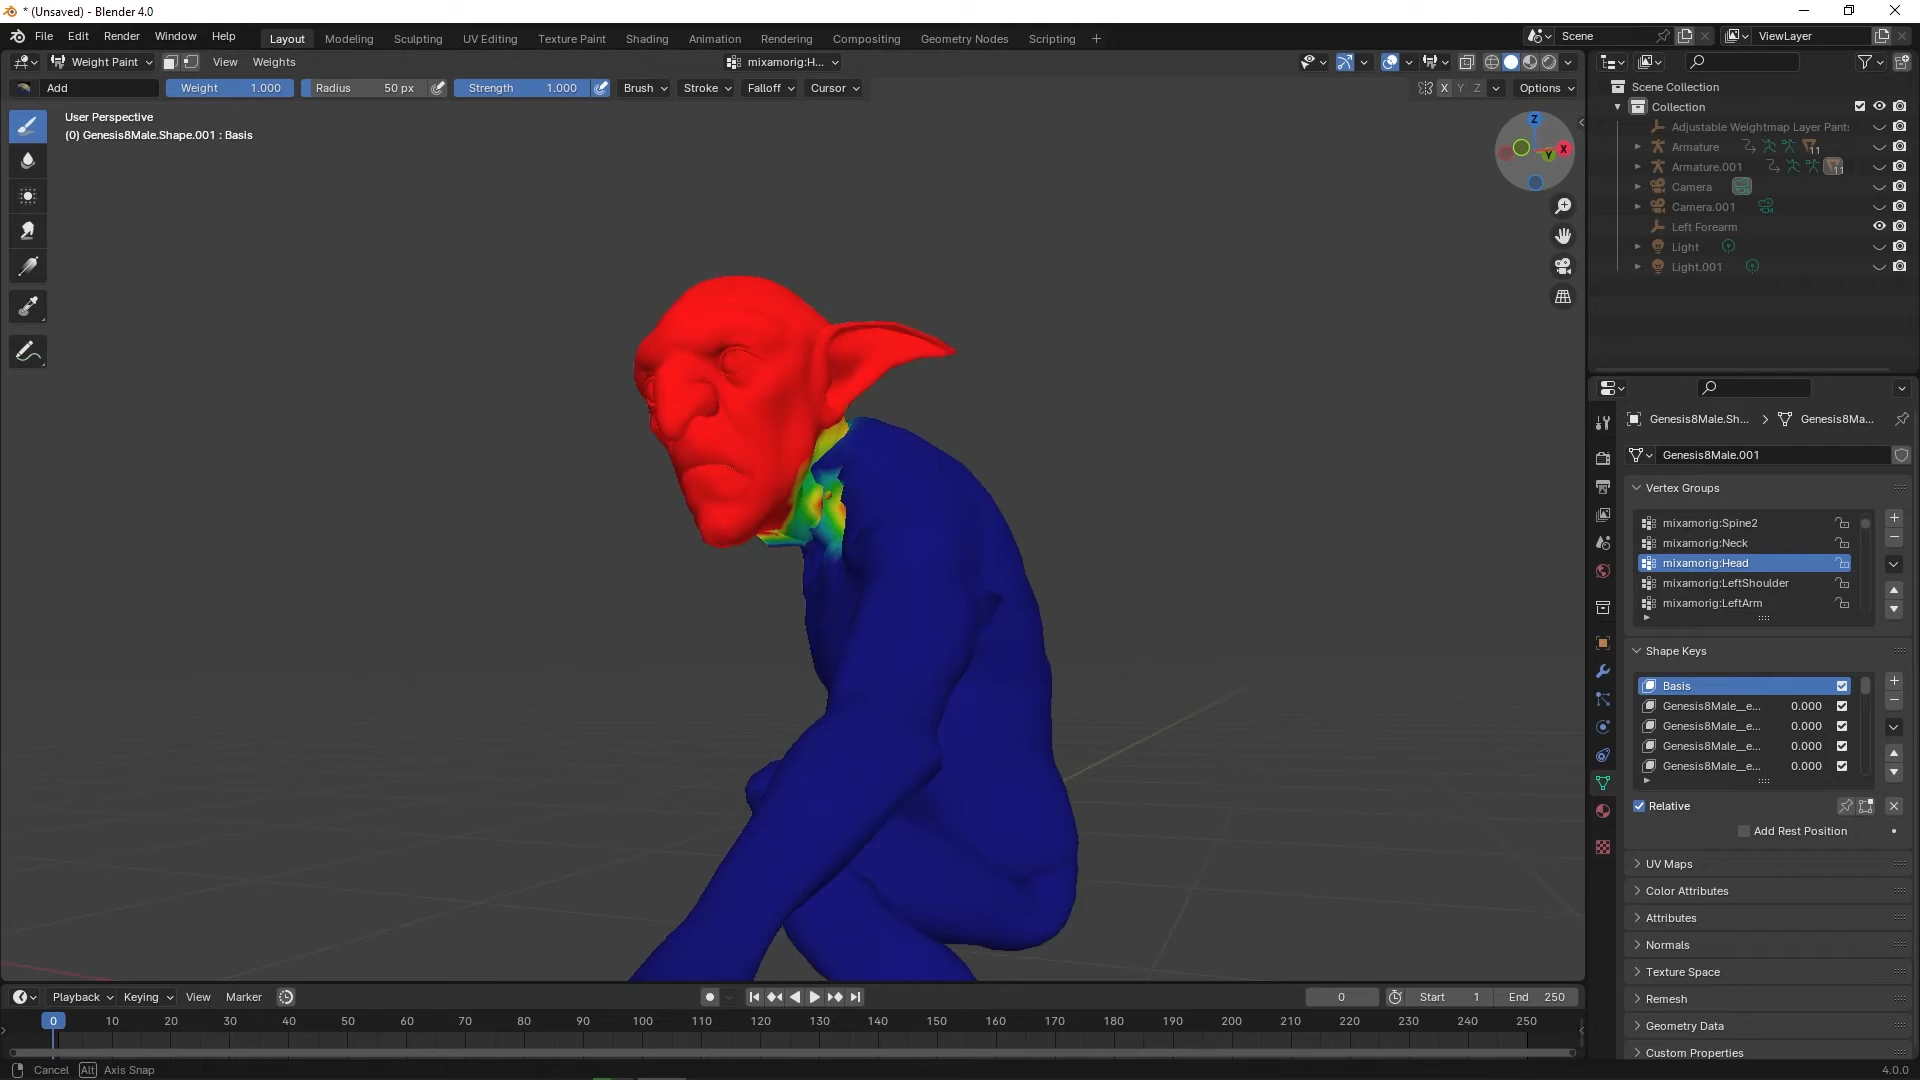 * (Unsaved) - Blender 4.0
File Edit Render Window Help Layout Modeling Sculpting UV Editing Texture Paint Shading Animation Rendering Compositing Geometry Nodes Scripting + Scene ViewLayer
Weight Paint View Weights mixamorig:H...
Add Weight 1.000 Radius 50 px Strength 1.000 Brush Stroke Falloff Cursor X Y Z Options
User Perspective
(0) Genesis8Male.Shape.001 : Basis
Z
Y
X
Scene Collection
Collection
Adjustable Weightmap Layer Pant
Armature 11
Armature.001 11
Camera
Camera.001
Left Forearm
Light
Light.001
Genesis8Male.Sh... Genesis8Ma...
Genesis8Male.001
Vertex Groups
mixamorig:Spine2
mixamorig:Neck
mixamorig:Head
mixamorig:LeftShoulder
mixamorig:LeftArm
Shape Keys
Basis
Genesis8Male__e... 0.000
Genesis8Male__e... 0.000
Genesis8Male__e... 0.000
Genesis8Male__e... 0.000
Relative
Add Rest Position
UV Maps
Color Attributes
Attributes
Normals
Texture Space
Remesh
Geometry Data
Custom Properties
Playback Keying View Marker 0 Start 1 End 250
0 10 20 30 40 50 60 70 80 90 100 110 120 130 140 150 160 170 180 190 200 210 220 230 240 250
Cancel Alt Axis Snap 4.0.0